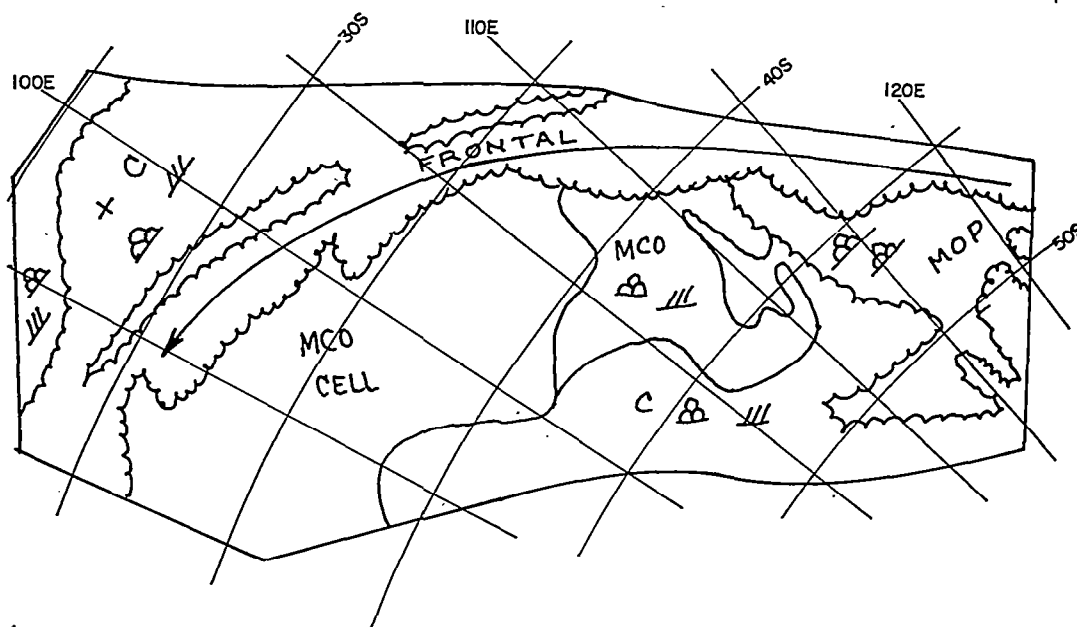 30S
110E
100E
40S
120E
C
FRONTAL
X
MCO
MOP
50S
MCO
CELL
C